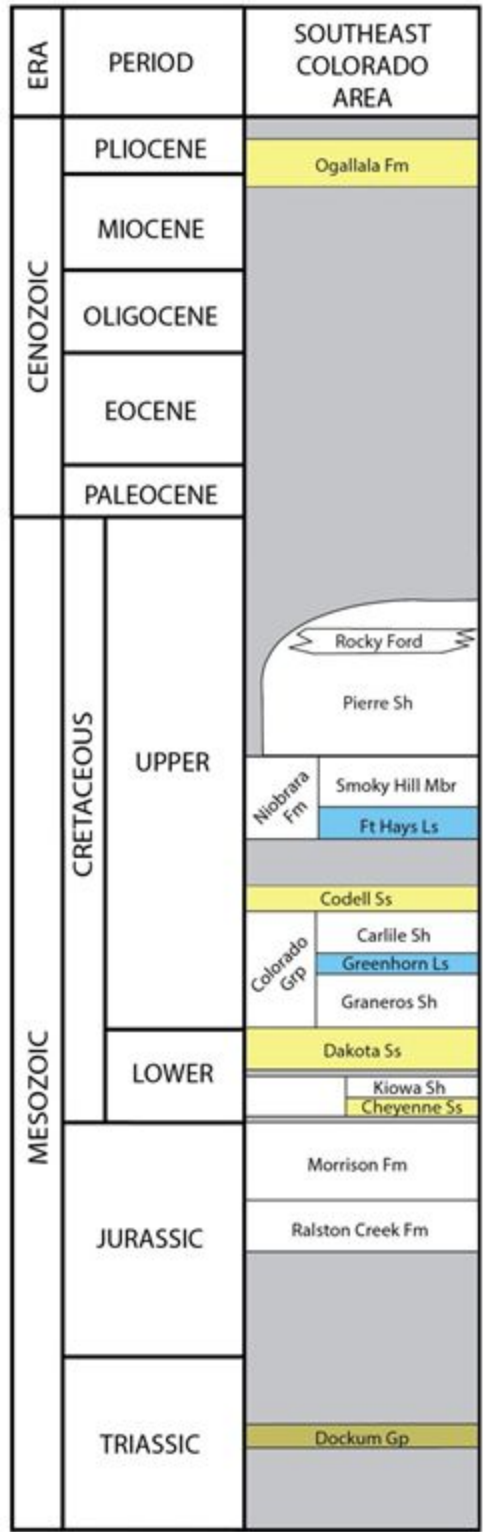 ERA
PERIOD
SOUTHEAST
COLORADO
AREA
CENOZOIC
PLIOCENE
Ogallala Fm
MIOCENE
OLIGOCENE
EOCENE
PALEOCENE
MESOZOIC
CRETACEOUS
UPPER
Rocky Ford
Pierre Sh
Niobrara
Fm
Smoky Hill Mbr
Ft Hays Ls
Codell Ss
Colorado
Grp
Carlile Sh
Greenhorn Ls
Graneros Sh
LOWER
Dakota Ss
Kiowa Sh
Cheyenne Ss
JURASSIC
Morrison Fm
Ralston Creek Fm
TRIASSIC
Dockum Gp